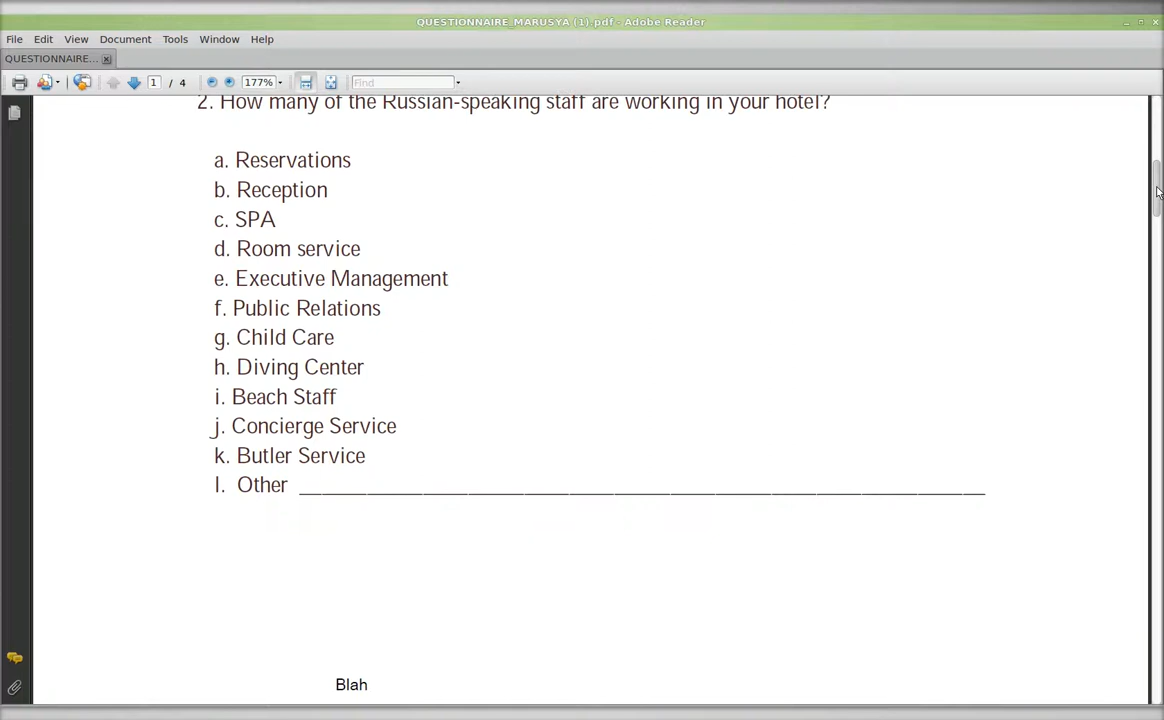 QUESTIONNAIRE_MARUSYA (1).pdf - Adobe Reader
File Edit View Document Tools Window Help
QUESTIONNAIRE...
1 / 4 177% Find
2. How many of the Russian-speaking staff are working in your hotel?
a. Reservations
b. Reception
c. SPA
d. Room service
e. Executive Management
f. Public Relations
g. Child Care
h. Diving Center
i. Beach Staff
j. Concierge Service
k. Butler Service
l. Other ______________________________________________________________
Blah